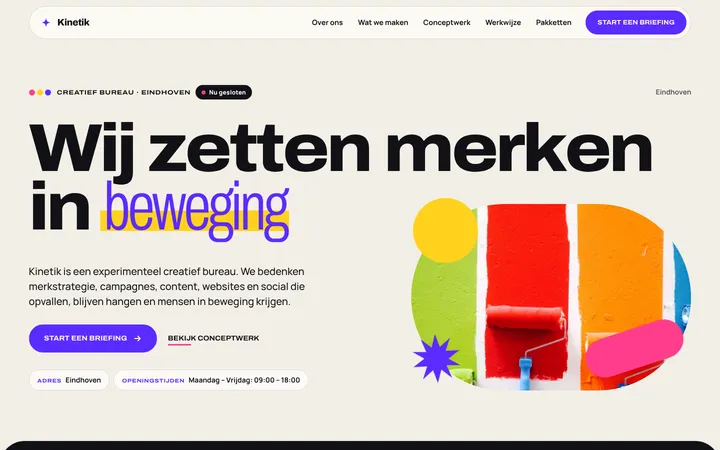 Kinetik
Over ons
Wat we maken
Conceptwerk
Werkwijze
Pakketten
START EEN BRIEFING
CREATIEF BUREAU · EINDHOVEN
Nu gesloten
Eindhoven
Wij zetten merken
in beweging
Kinetik is een experimenteel creatief bureau. We bedenken
merkstrategie, campagnes, content, websites en social die
opvallen, blijven hangen en mensen in beweging krijgen.
START EEN BRIEFING →
BEKIJK CONCEPTWERK
ADRES Eindhoven
OPENINGSTIJDEN Maandag – Vrijdag: 09:00 – 18:00